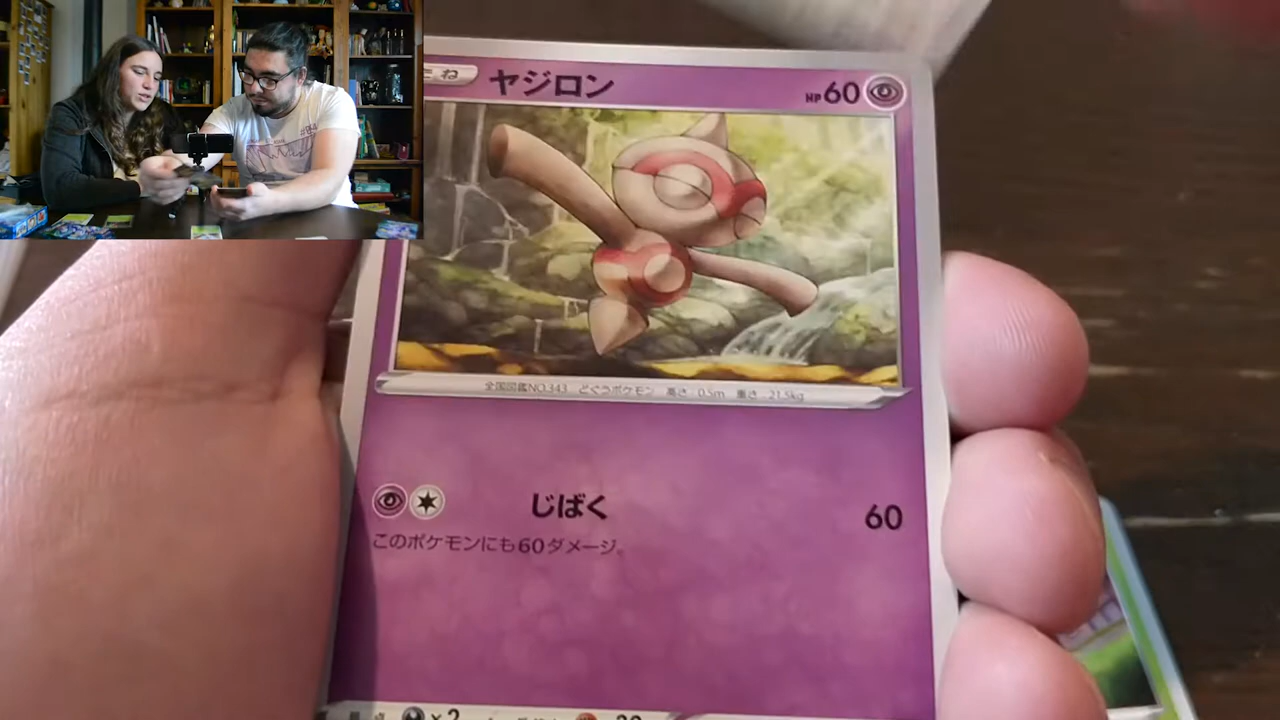 たね ヤジロン HP60
全国図鑑NO.343 どぐうポケモン 高さ 0.5m 重さ 21.5kg
じばく 60
このポケモンにも60ダメージ。
×2